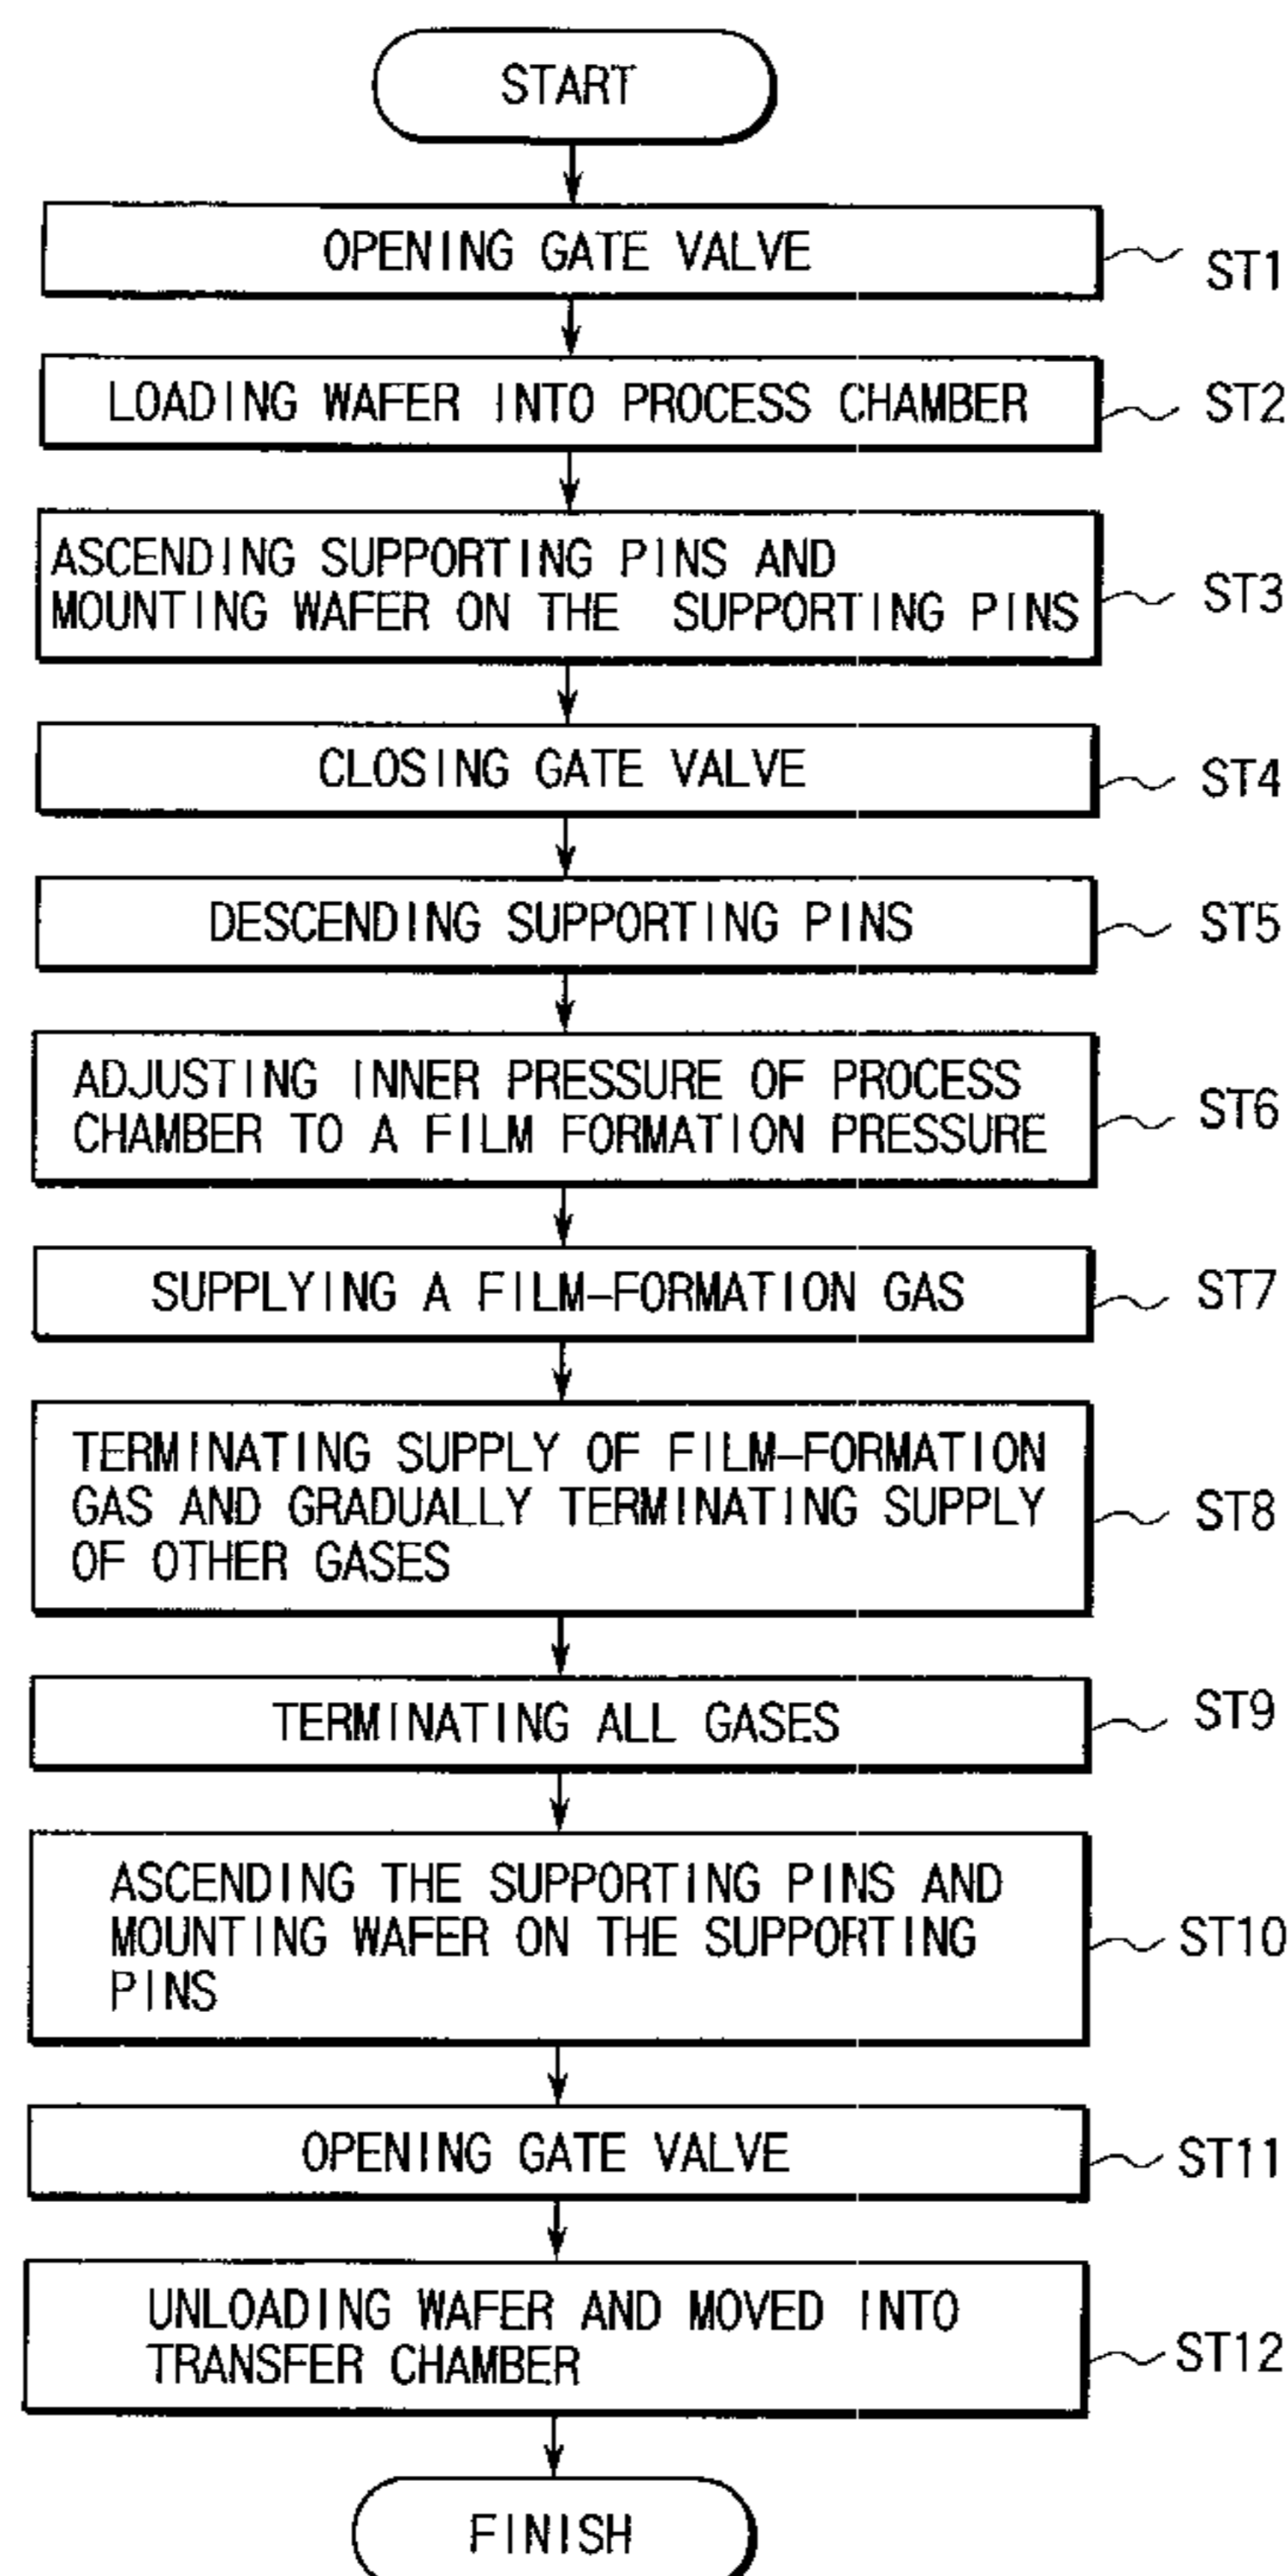 START
OPENING GATE VALVE
ST1
LOADING WAFER INTO PROCESS CHAMBER
ST2
ASCENDING SUPPORTING PINS AND
MOUNTING WAFER ON THE SUPPORTING PINS
ST3
CLOSING GATE VALVE
ST4
DESCENDING SUPPORTING PINS
ST5
ADJUSTING INNER PRESSURE OF PROCESS
CHAMBER TO A FILM FORMATION PRESSURE
ST6
SUPPLYING A FILM-FORMATION GAS
ST7
TERMINATING SUPPLY OF FILM-FORMATION
GAS AND GRADUALLY TERMINATING SUPPLY
OF OTHER GASES
ST8
TERMINATING ALL GASES
ST9
ASCENDING THE SUPPORTING PINS AND
MOUNTING WAFER ON THE SUPPORTING
PINS
ST10
OPENING GATE VALVE
ST11
UNLOADING WAFER AND MOVED INTO
TRANSFER CHAMBER
ST12
FINISH